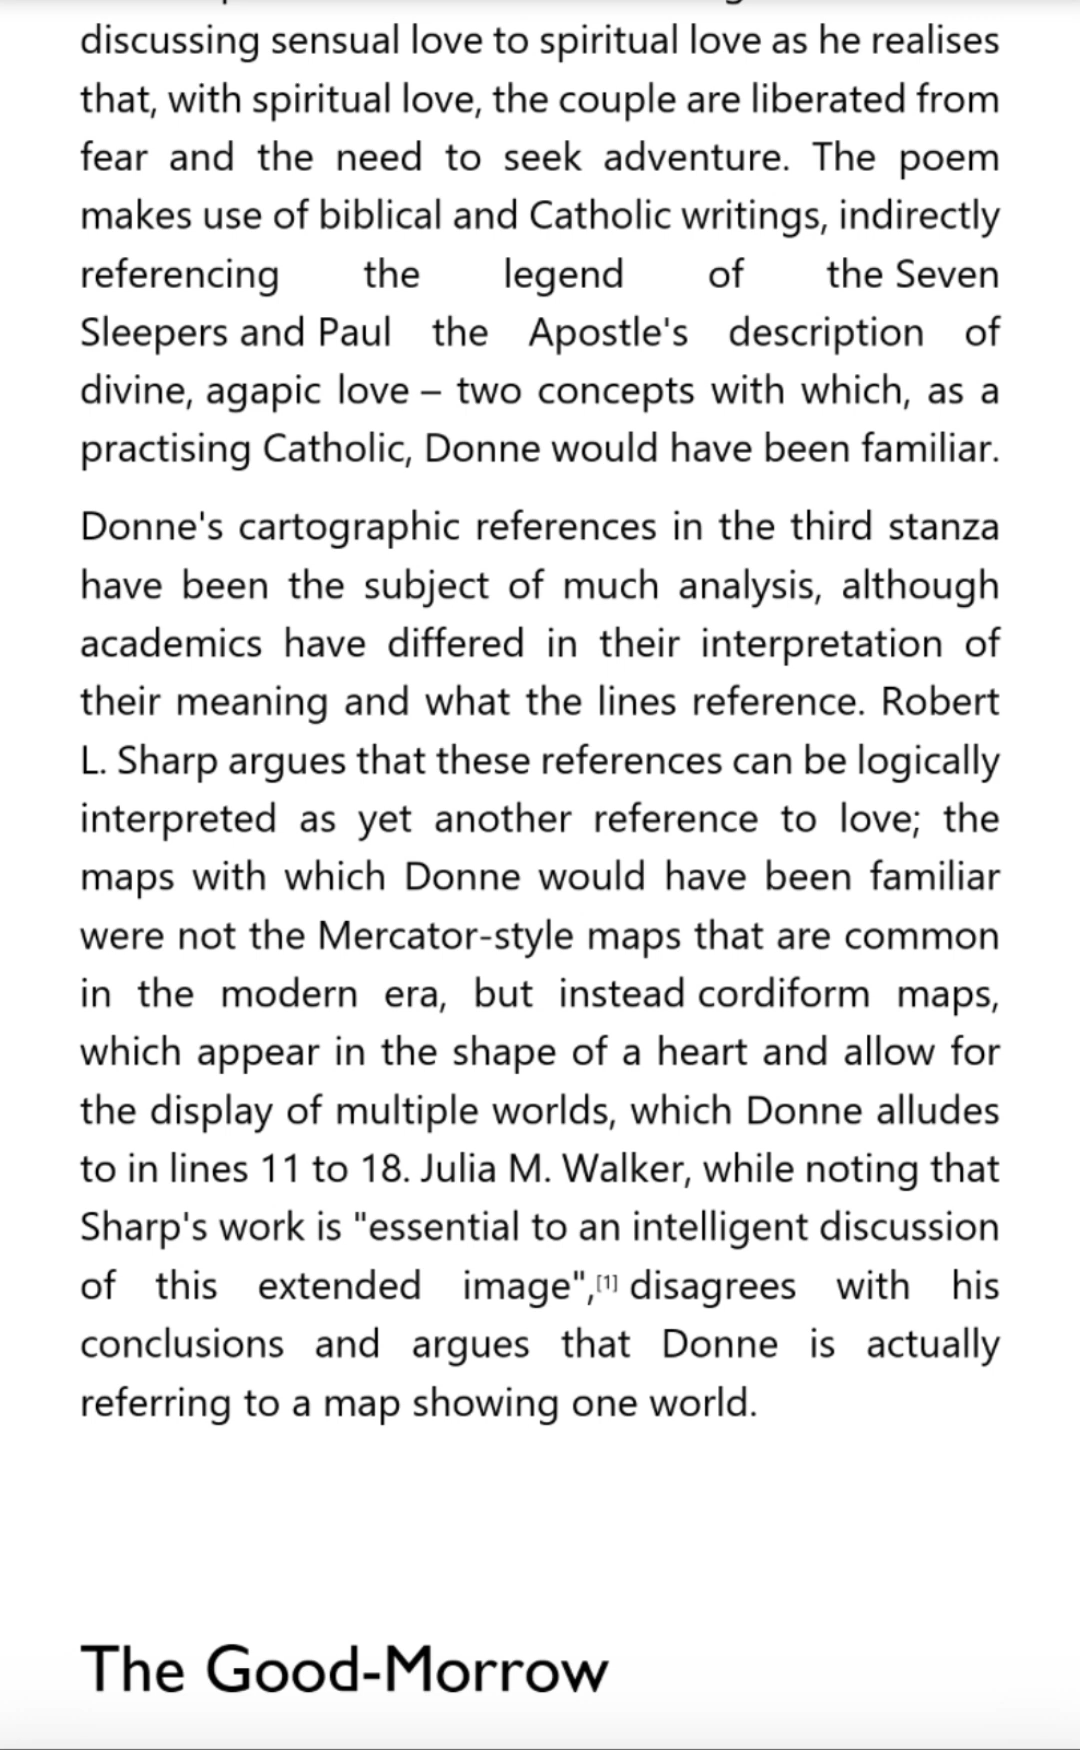 discussing sensual love to spiritual love as he realises
that, with spiritual love, the couple are liberated from
fear and the need to seek adventure. The poem
makes use of biblical and Catholic writings, indirectly
referencing the legend of the Seven
Sleepers and Paul the Apostle's description of
divine, agapic love – two concepts with which, as a
practising Catholic, Donne would have been familiar.
Donne's cartographic references in the third stanza
have been the subject of much analysis, although
academics have differed in their interpretation of
their meaning and what the lines reference. Robert
L. Sharp argues that these references can be logically
interpreted as yet another reference to love; the
maps with which Donne would have been familiar
were not the Mercator-style maps that are common
in the modern era, but instead cordiform maps,
which appear in the shape of a heart and allow for
the display of multiple worlds, which Donne alludes
to in lines 11 to 18. Julia M. Walker, while noting that
Sharp's work is "essential to an intelligent discussion
of this extended image",[1] disagrees with his
conclusions and argues that Donne is actually
referring to a map showing one world.
The Good-Morrow